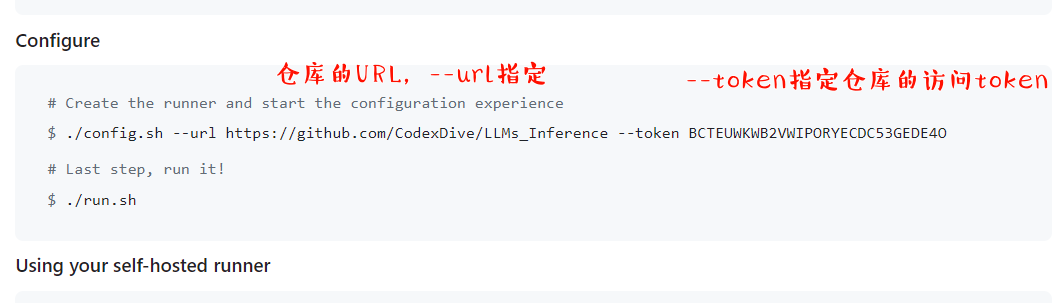 Configure
仓库的URL，--url指定
--token指定仓库的访问token
# Create the runner and start the configuration experience
$ ./config.sh --url https://github.com/CodexDive/LLMs_Inference --token BCTEUWKWB2VWIPORYECDC53GEDE4O
# Last step, run it!
$ ./run.sh
Using your self-hosted runner